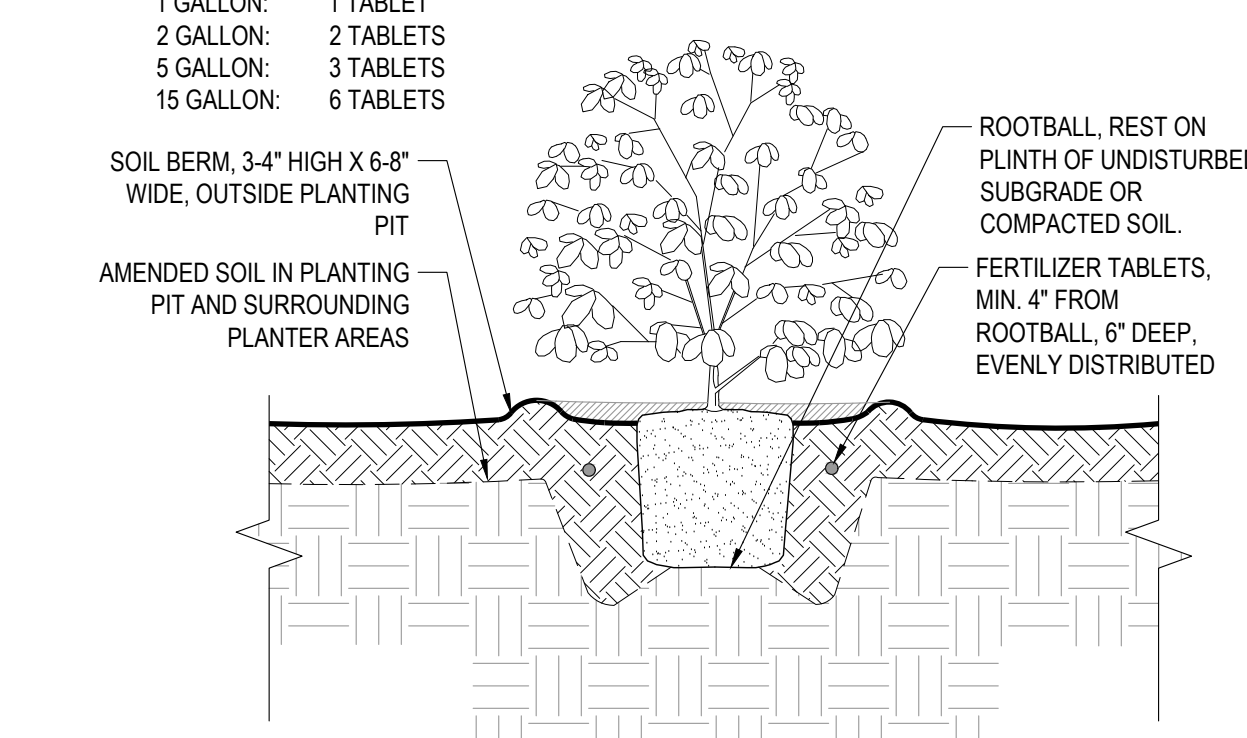 1 GALLON: 1 TABLET
2 GALLON: 2 TABLETS
5 GALLON: 3 TABLETS
15 GALLON: 6 TABLETS
SOIL BERM, 3-4" HIGH X 6-8"
WIDE, OUTSIDE PLANTING
PIT
AMENDED SOIL IN PLANTING
PIT AND SURROUNDING
PLANTER AREAS
ROOTBALL, REST ON
PLINTH OF UNDISTURBED
SUBGRADE OR
COMPACTED SOIL.
FERTILIZER TABLETS,
MIN. 4" FROM
ROOTBALL, 6" DEEP,
EVENLY DISTRIBUTED